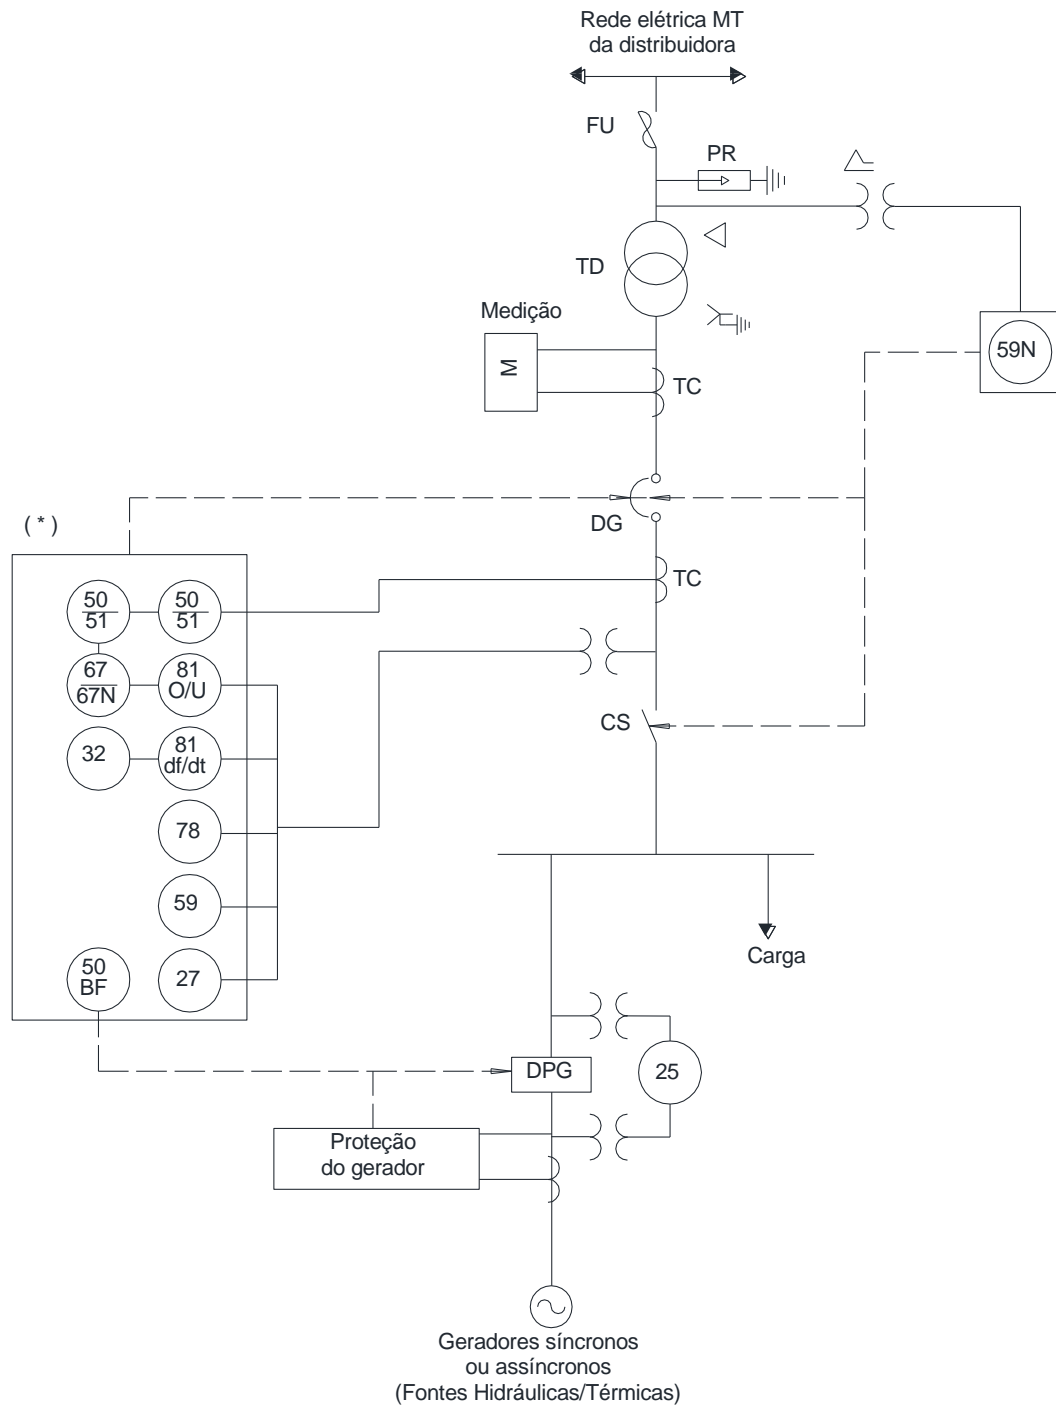 Rede elétrica MT
da distribuidora
FU
PR
TD
Medição
M
TC
59N
DG
( * )
TC
50
51
50
51
67
67N
81
O/U
CS
32
81
df/dt
78
59
Carga
50
BF
27
DPG
25
Proteção
do gerador
Geradores síncronos
ou assíncronos
(Fontes Hidráulicas/Térmicas)